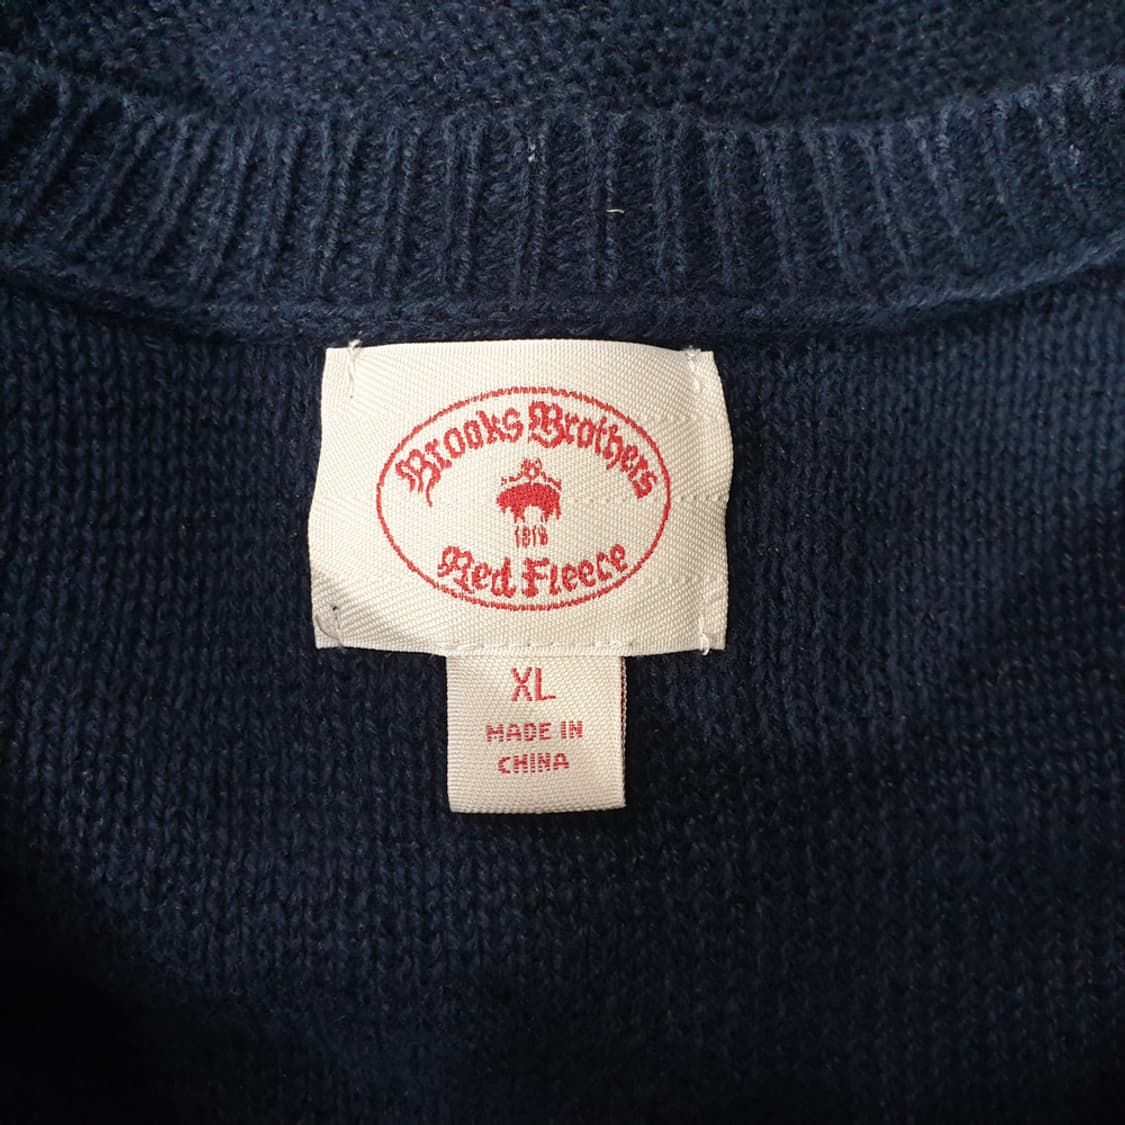 Brooks Brothers
1818
Red Fleece
XL
MADE IN
CHINA